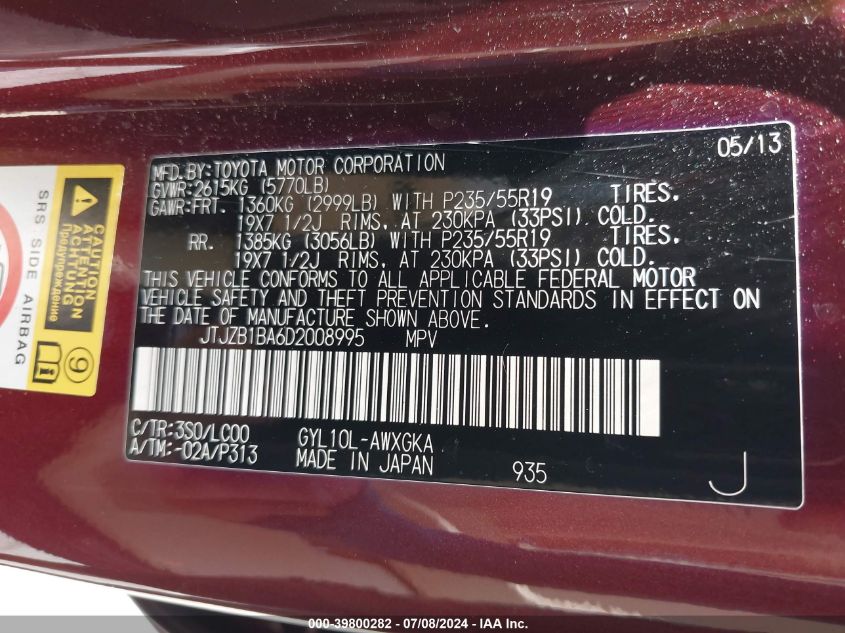 05/13
MFD.BY:TOYOTA MOTOR CORPORATION
GVWR:2615KG (5770LB)
GAWR:FRT. 1360KG (2999LB) WITH P235/55R19 TIRES,
19X7 1/2J RIMS, AT 230KPA (33PSI) COLD.
RR. 1385KG (3056LB) WITH P235/55R19 TIRES,
19X7 1/2J RIMS, AT 230KPA (33PSI) COLD.
THIS VEHICLE CONFORMS TO ALL APPLICABLE FEDERAL MOTOR
VEHICLE SAFETY AND THEFT PREVENTION STANDARDS IN EFFECT ON
THE DATE OF MANUFACTURE SHOWN ABOVE.
JTJZB1BA6D2008995 MPV
C/TR:3S0/LC00 GYL10L-AWXGKA
A/TM:-02A/P313 MADE IN JAPAN 935
J
SRS SIDE AIRBAG
CAUTION
ATTENTION
ACHTUNG
Предупреждение
9
000-39800282 - 07/08/2024 - IAA Inc.